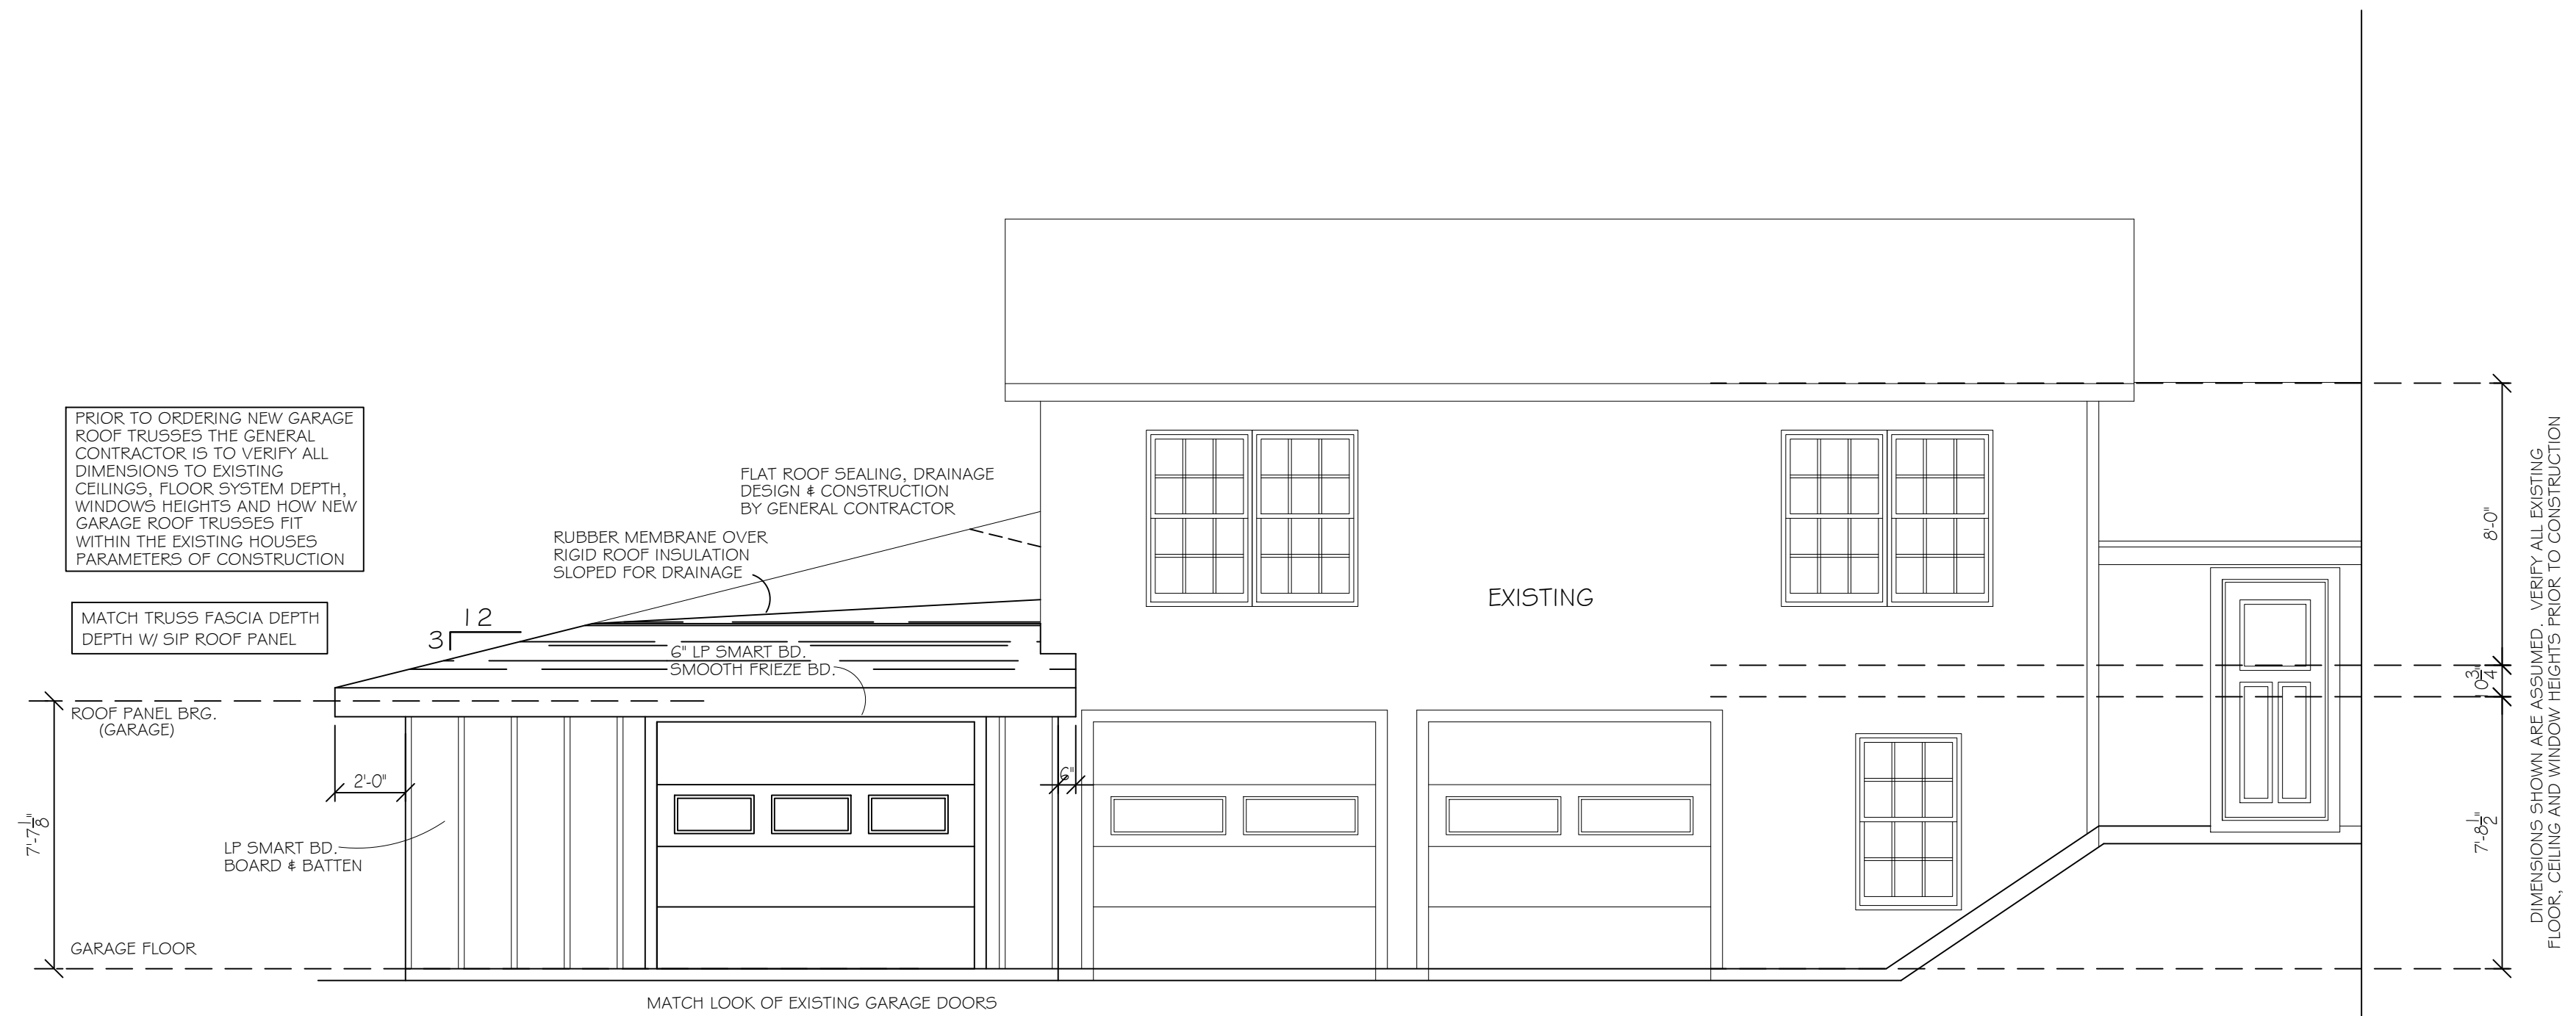 PRIOR TO ORDERING NEW GARAGE
ROOF TRUSSES THE GENERAL
CONTRACTOR IS TO VERIFY ALL
DIMENSIONS TO EXISTING
CEILINGS, FLOOR SYSTEM DEPTH,
WINDOWS HEIGHTS AND HOW NEW
GARAGE ROOF TRUSSES FIT
WITHIN THE EXISTING HOUSES
PARAMETERS OF CONSTRUCTION
MATCH TRUSS FASCIA DEPTH
DEPTH W/ SIP ROOF PANEL
FLAT ROOF SEALING, DRAINAGE
DESIGN & CONSTRUCTION
BY GENERAL CONTRACTOR
RUBBER MEMBRANE OVER
RIGID ROOF INSULATION
SLOPED FOR DRAINAGE
12
3
6" LP SMART BD.
SMOOTH FRIEZE BD.
EXISTING
ROOF PANEL BRG.
(GARAGE)
2'-0"
6"
7'-7 1/8"
LP SMART BD.
BOARD & BATTEN
GARAGE FLOOR
MATCH LOOK OF EXISTING GARAGE DOORS
8'-0"
10 3/4"
7'-8 1/2"
DIMENSIONS SHOWN ARE ASSUMED. VERIFY ALL EXISTING
FLOOR, CEILING AND WINDOW HEIGHTS PRIOR TO CONSTRUCTION